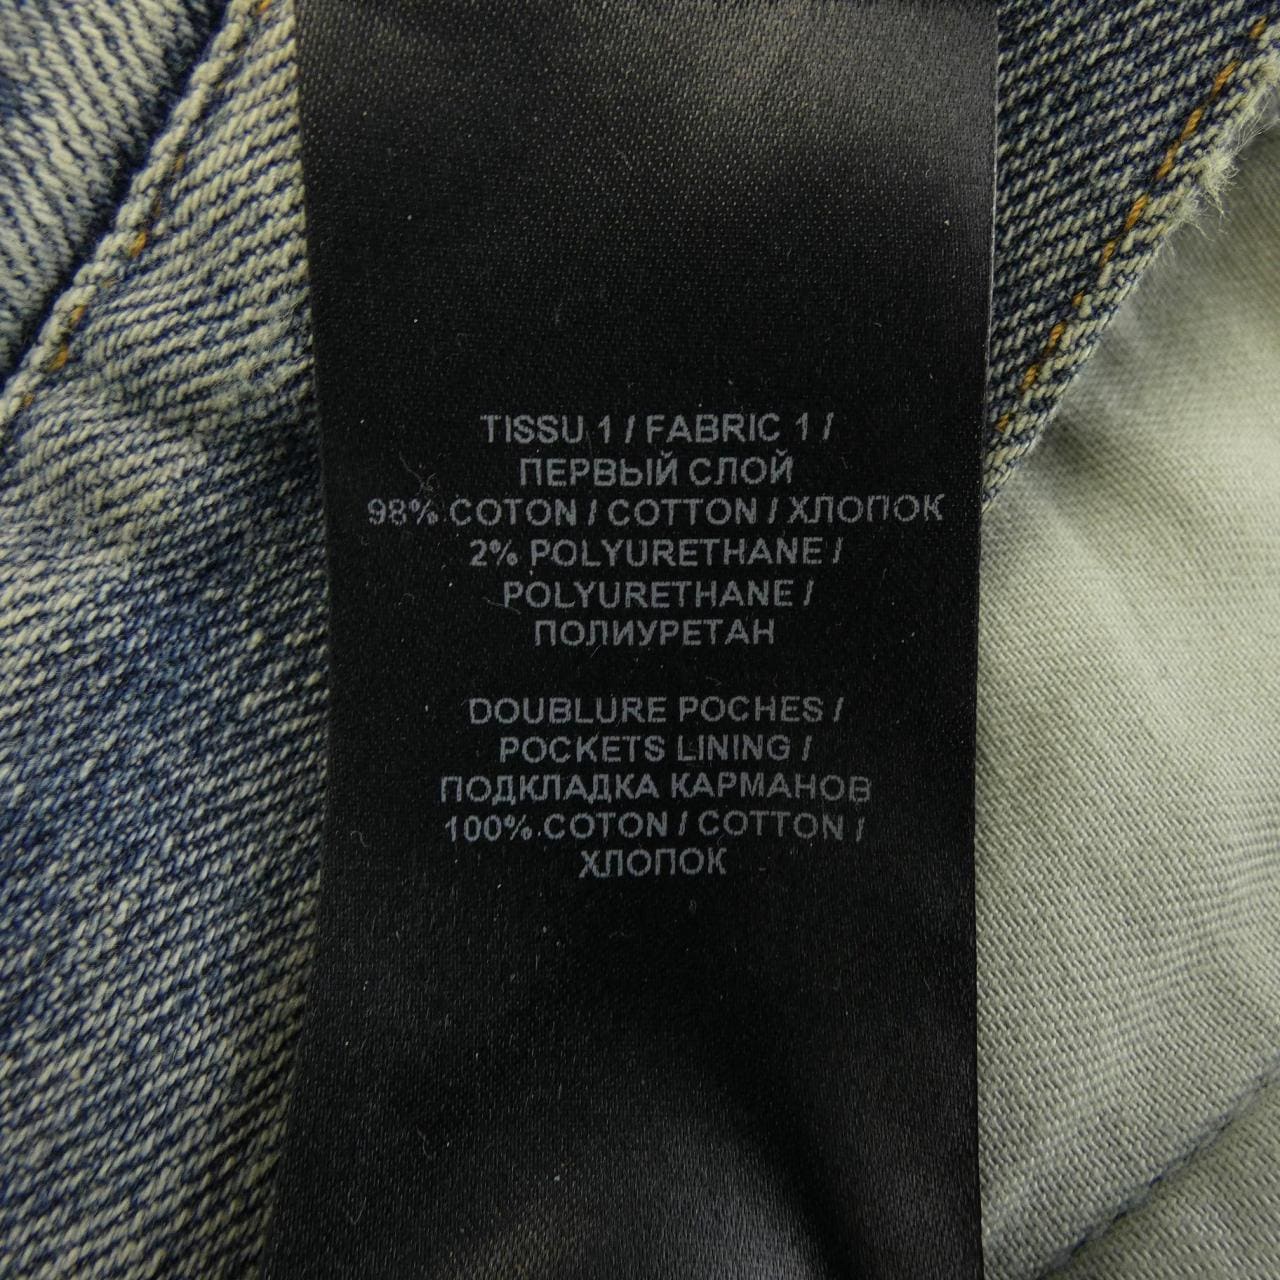 TISSU 1 / FABRIC 1 /
ПЕРВЫЙ СЛОЙ
98% COTON / COTTON / ХЛОПОК
2% POLYURETHANE /
POLYURETHANE /
ПОЛИУРЕТАН
DOUBLURE POCHES /
POCKETS LINING /
ПОДКЛАДКА КАРМАНОВ
100% COTON / COTTON /
ХЛОПОК